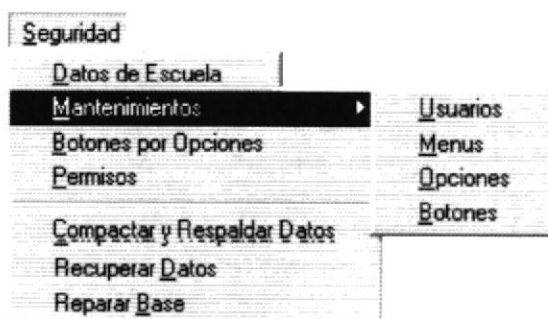 Seguridad
Datos de Escuela
Mantenimientos
Usuarios
Botones por Opciones
Menus
Permisos
Opciones
Botones
Compactar y Respaldar Datos
Recuperar Datos
Reparar Base